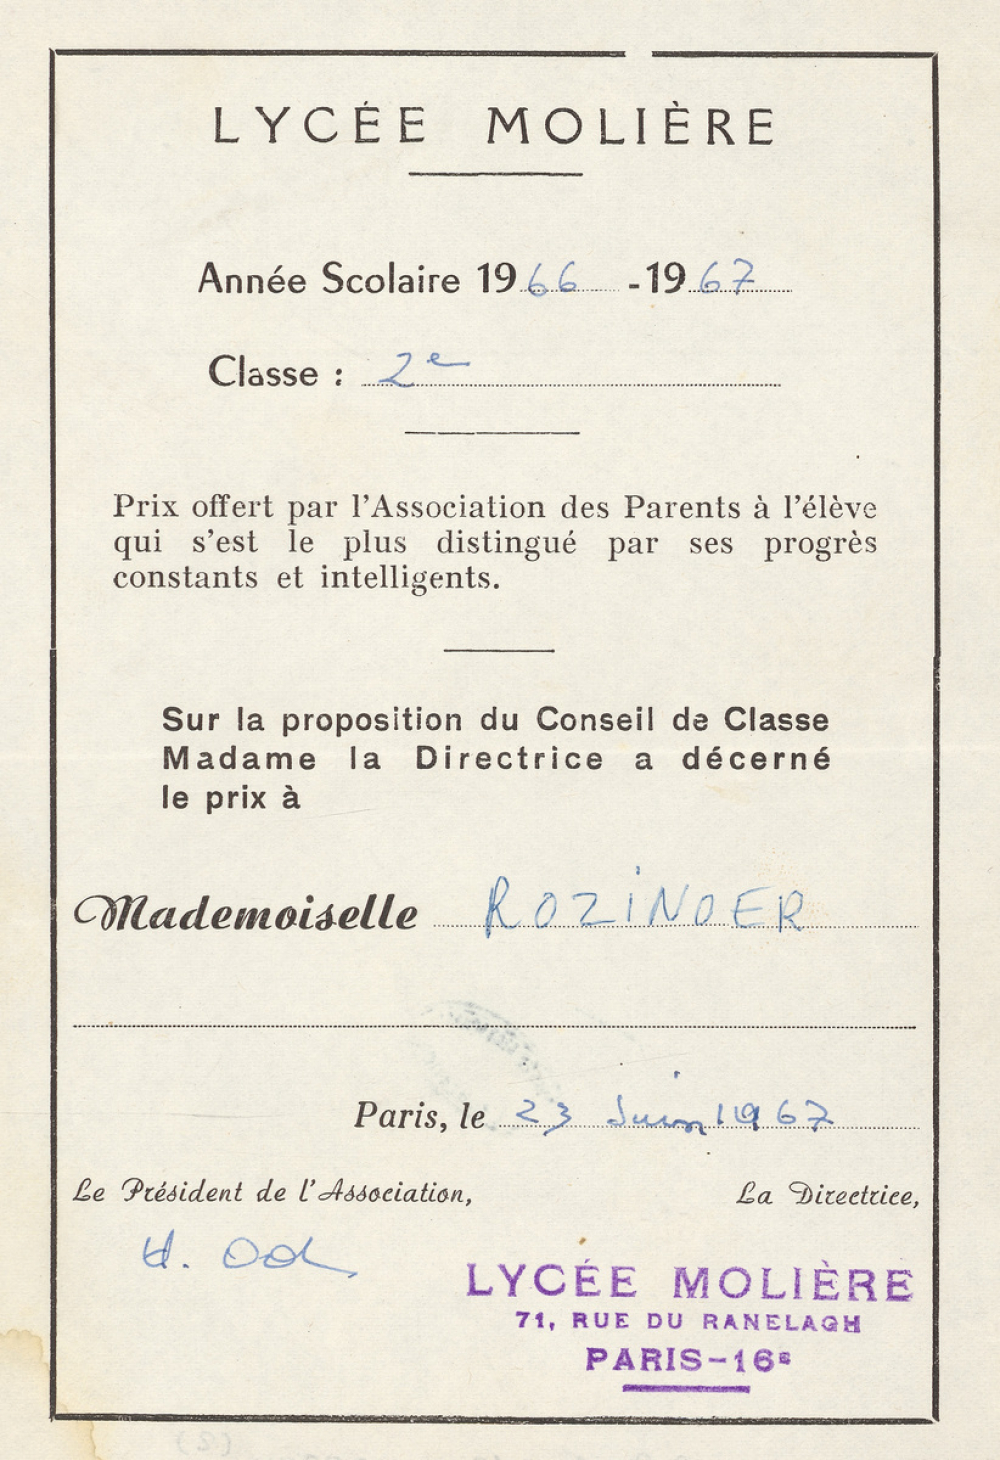 LYCÉE MOLIÈRE
Année Scolaire 1966 - 1967
Classe : 2e
Prix offert par l'Association des Parents à l'élève
qui s'est le plus distingué par ses progrès
constants et intelligents.
Sur la proposition du Conseil de Classe
Madame la Directrice a décerné
le prix à
Mademoiselle ROZINOER
Paris, le 23 Juin 1967
Le Président de l'Association,
La Directrice,
H.
LYCÉE MOLIÈRE
71, RUE DU RANELAGH
PARIS-16e